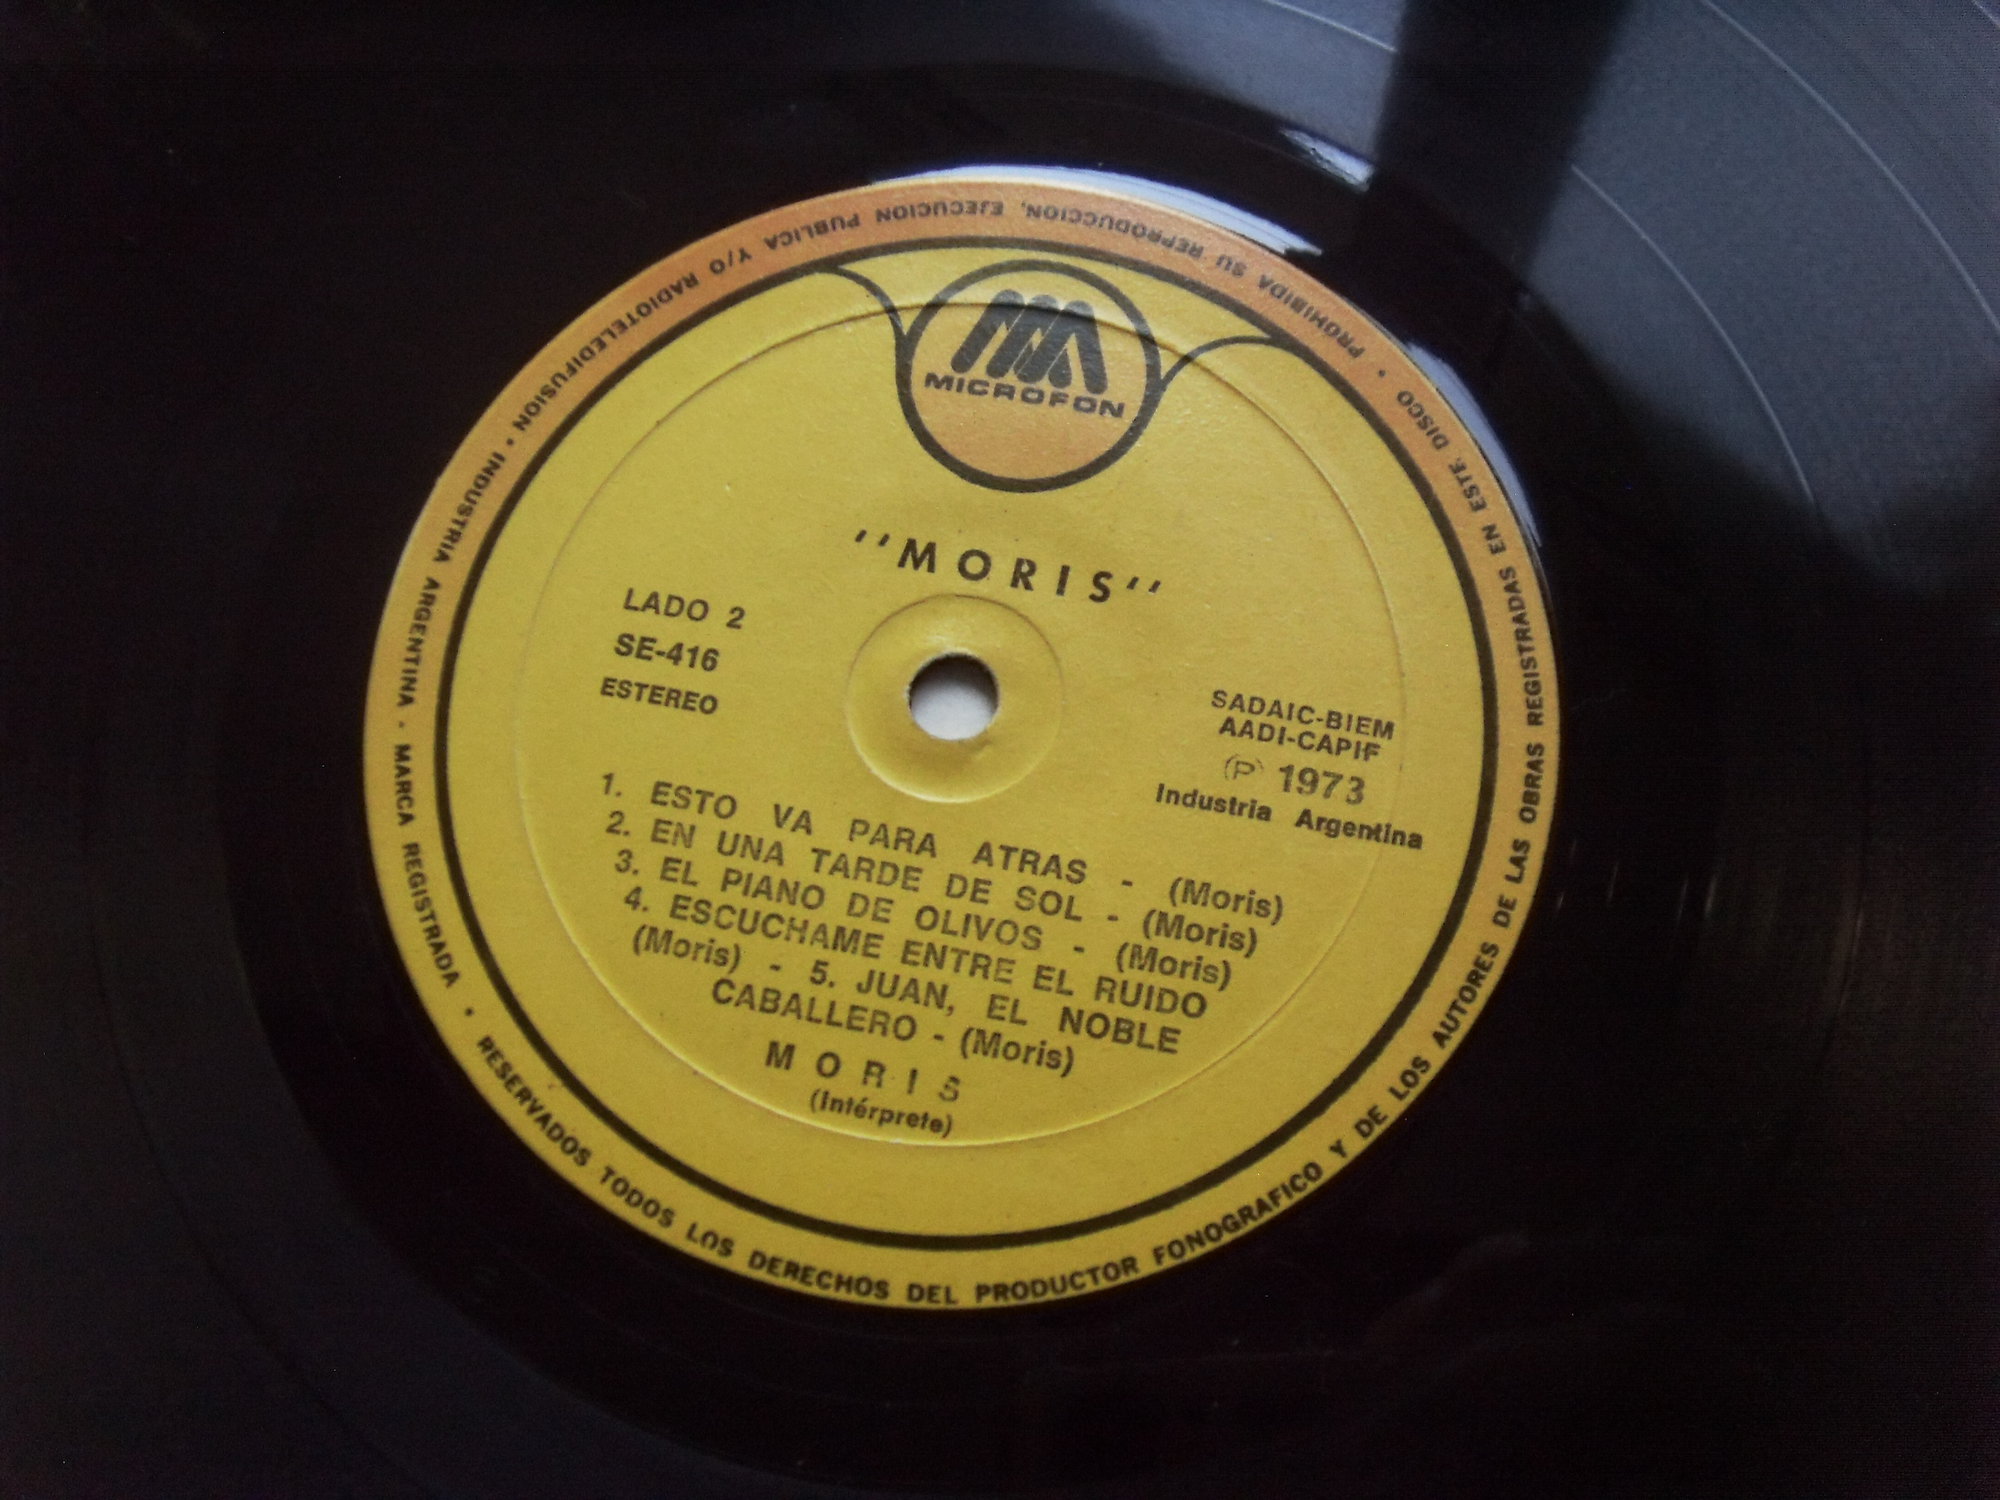 MICROFON
"MORIS"
LADO 2
SE-416
ESTEREO
SADAIC-BIEM
AADI-CAPIF
(P) 1973
Industria Argentina
1. ESTO VA PARA ATRAS - (Moris)
2. EN UNA TARDE DE SOL - (Moris)
3. EL PIANO DE OLIVOS - (Moris)
4. ESCUCHAME ENTRE EL RUIDO
(Moris) - 5. JUAN, EL NOBLE
CABALLERO - (Moris)
MORIS
(Intérprete)
RESERVADOS TODOS LOS DERECHOS DEL PRODUCTOR FONOGRAFICO Y DE LOS AUTORES DE LAS OBRAS REGISTRADAS EN ESTE DISCO • PROHIBIDA SU REPRODUCCION, EJECUCION PUBLICA Y/O RADIOTELEDIFUSION • INDUSTRIA ARGENTINA - MARCA REGISTRADA •